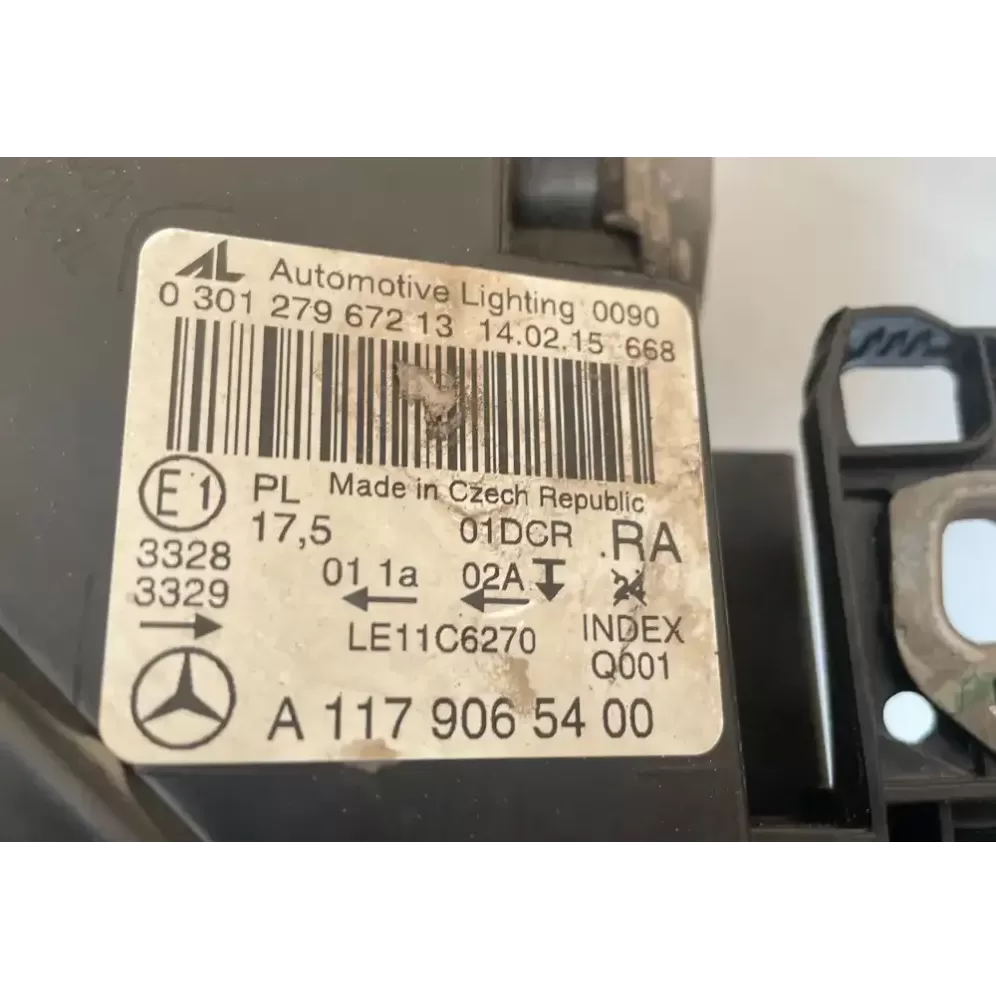 AL Automotive Lighting 0090
0 301 279 672 13 14.02.15 668
E1 PL Made in Czech Republic
17,5 01DCR .RA
3328 01 1a 02A
3329
LE11C6270 INDEX
Q001
A 117 906 54 00